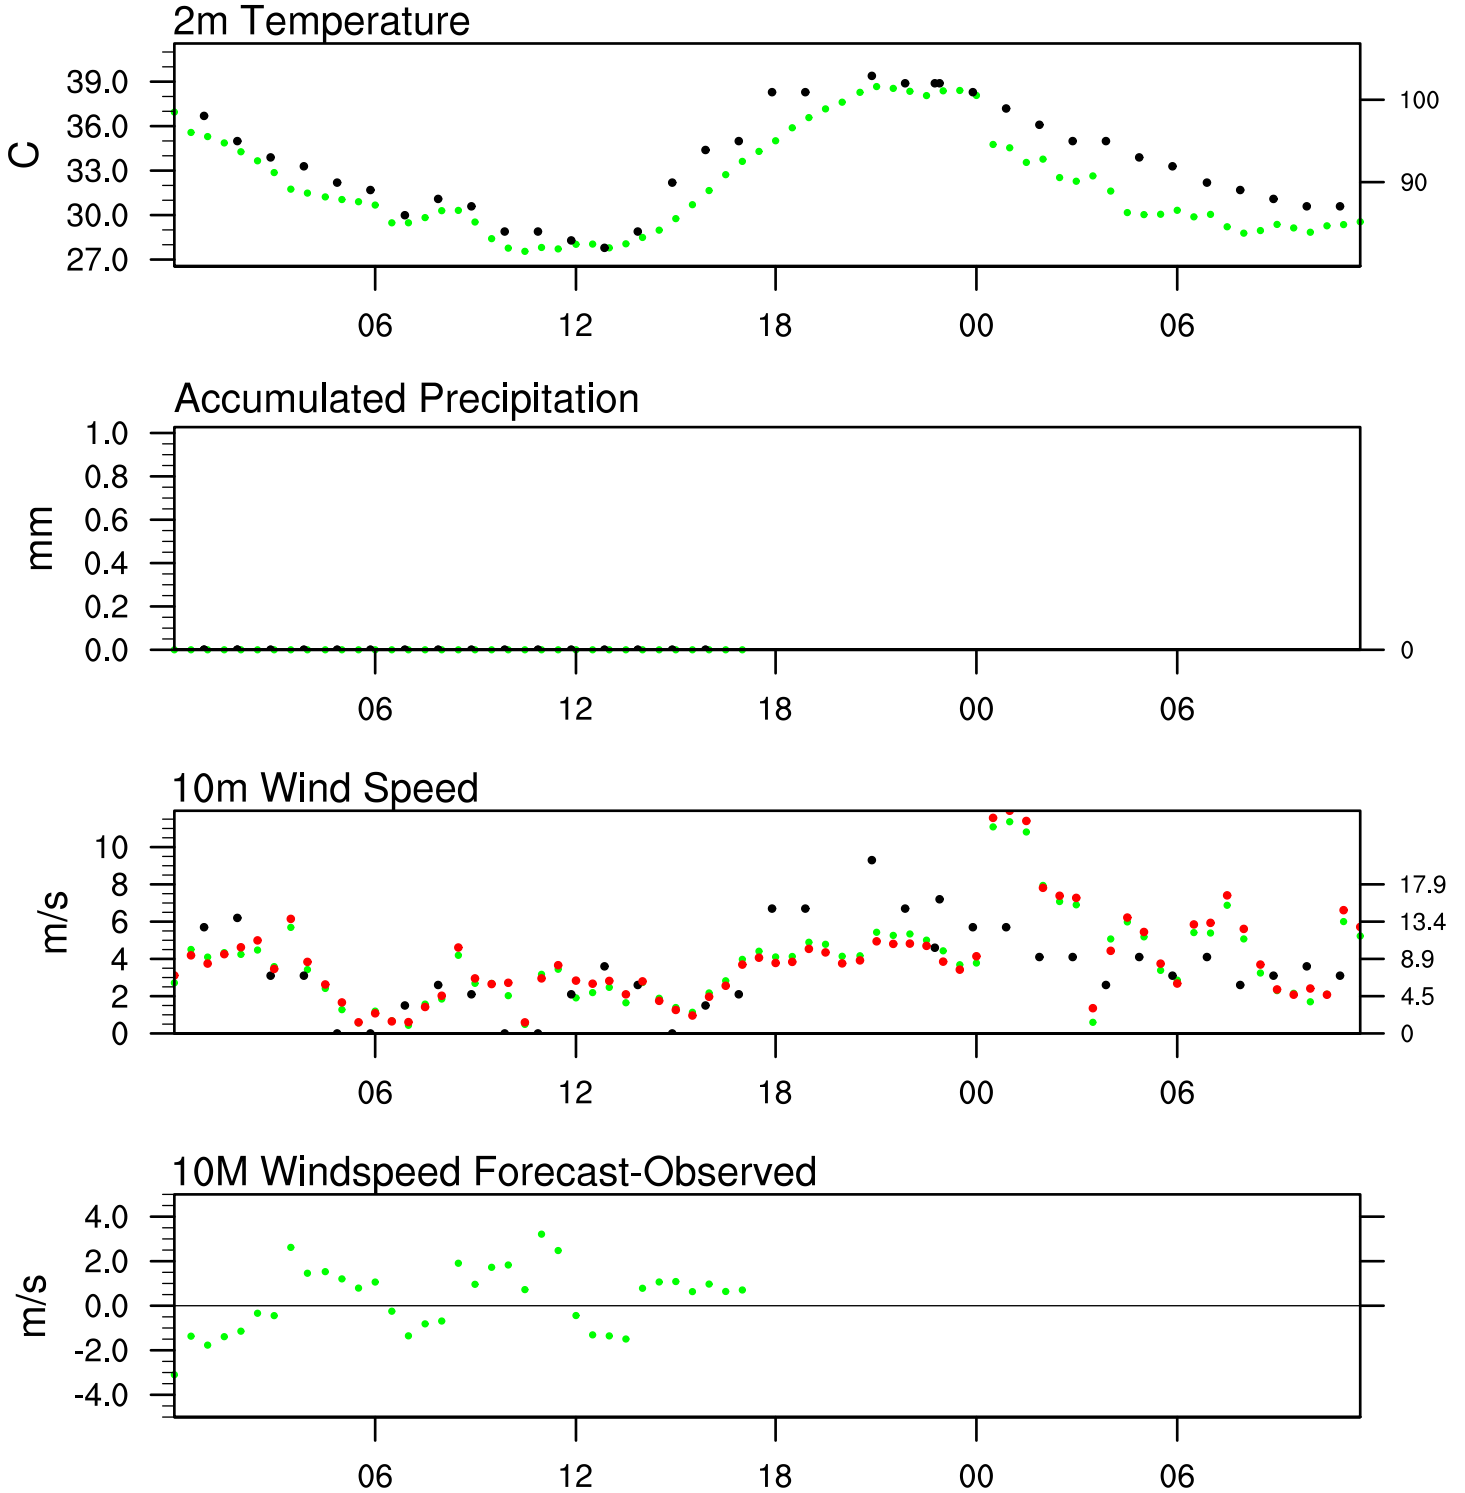 2m Temperature
39.0
36.0
33.0
30.0
27.0
C
100
90
06 12 18 00 06
Accumulated Precipitation
1.0
0.8
0.6
0.4
0.2
0.0
mm
0
06 12 18 00 06
10m Wind Speed
10
8
6
4
2
0
m/s
17.9
13.4
8.9
4.5
0
06 12 18 00 06
10M Windspeed Forecast-Observed
4.0
2.0
0.0
-2.0
-4.0
m/s
06 12 18 00 06